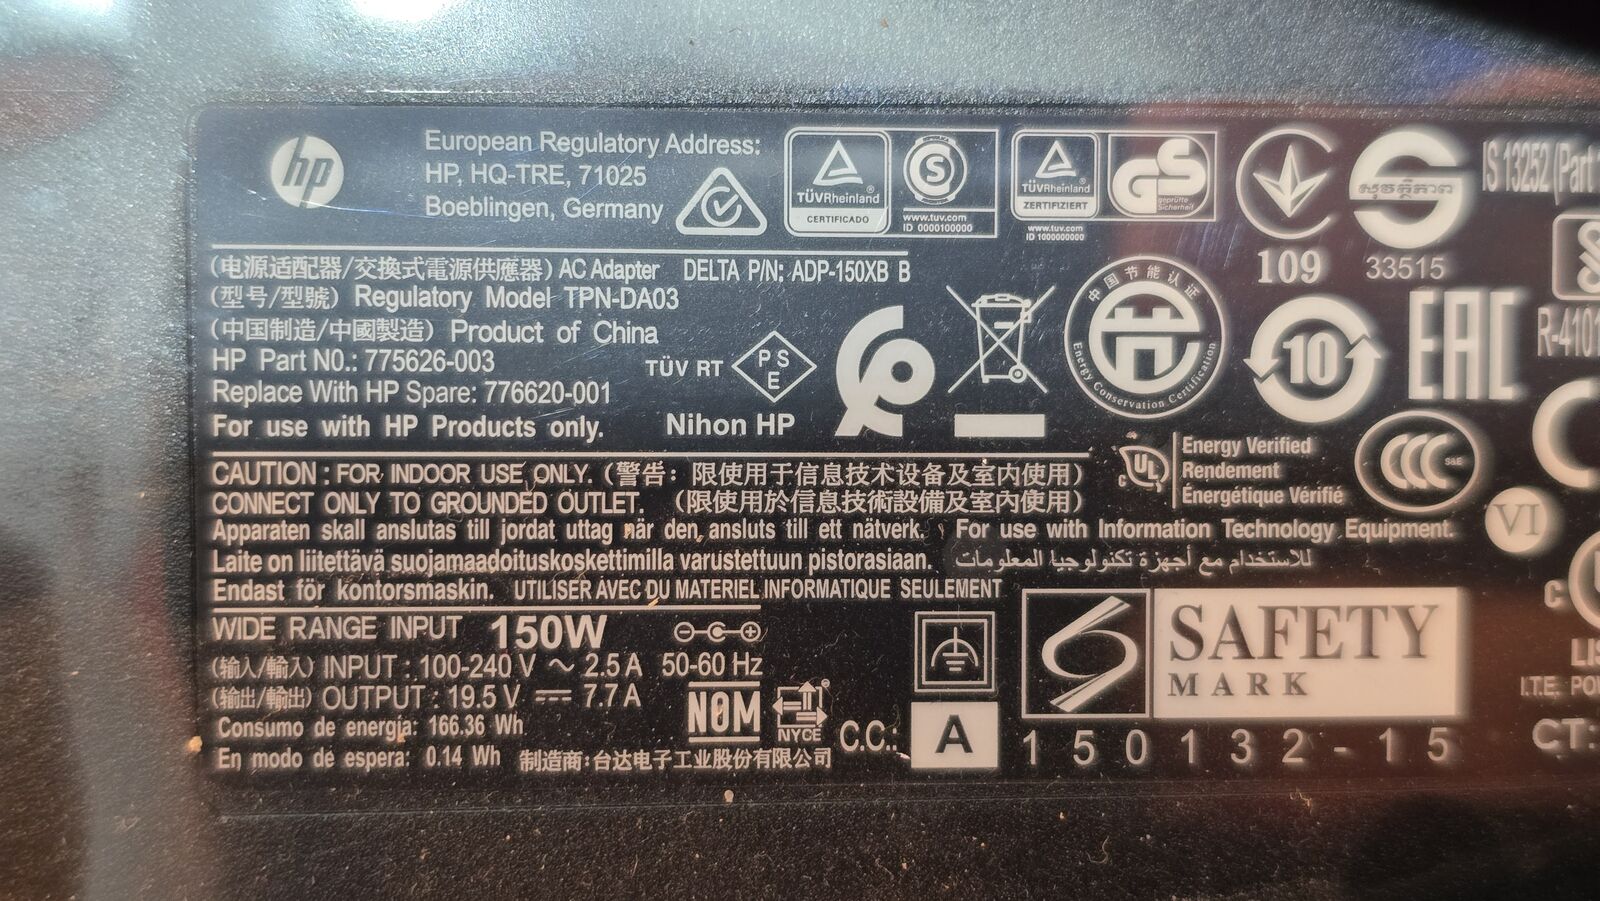 hp
European Regulatory Address:
HP, HQ-TRE, 71025
Boeblingen, Germany
TÜVRheinland
CERTIFICADO
www.tuv.com
ID 0000100000
TÜVRheinland
ZERTIFIZIERT
GS
geprüfte
Sicherheit
www.tuv.com
ID 1000000000
109
33515
IS 13252 (Part
(电源适配器/交換式電源供應器) AC Adapter DELTA P/N: ADP-150XB B
(型号/型號) Regulatory Model TPN-DA03
(中国制造/中國製造) Product of China
HP Part NO.: 775626-003
Replace With HP Spare: 776620-001
For use with HP Products only.
TÜV RT
PSE
Nihon HP
中国节能认证
Energy Conservation Certification
10
EAC
R-4101
CAUTION : FOR INDOOR USE ONLY. (警告: 限使用于信息技术设备及室内使用)
CONNECT ONLY TO GROUNDED OUTLET. (限使用於信息技術設備及室內使用)
UL
Energy Verified
Rendement
Énergétique Vérifié
CCC
S&E
VI
Apparaten skall anslutas till jordat uttag när den ansluts till ett nätverk. For use with Information Technology Equipment.
Laite on liitettävä suojamaadoituskoskettimilla varustettuun pistorasiaan. للاستخدام مع أجهزة تكنولوجيا المعلومات
Endast för kontorsmaskin. UTILISER AVEC DU MATERIEL INFORMATIQUE SEULEMENT
WIDE RANGE INPUT 150W
(输入/輸入) INPUT : 100-240 V ~ 2.5 A 50-60 Hz
(输出/輸出) OUTPUT : 19.5 V ⎓ 7.7 A
Consumo de energía: 166.36 Wh
En modo de espera: 0.14 Wh 制造商:台达电子工业股份有限公司
NOM
NYCE
C.C.: A
SAFETY
MARK
150132-15
C
I.T.E.
CT: